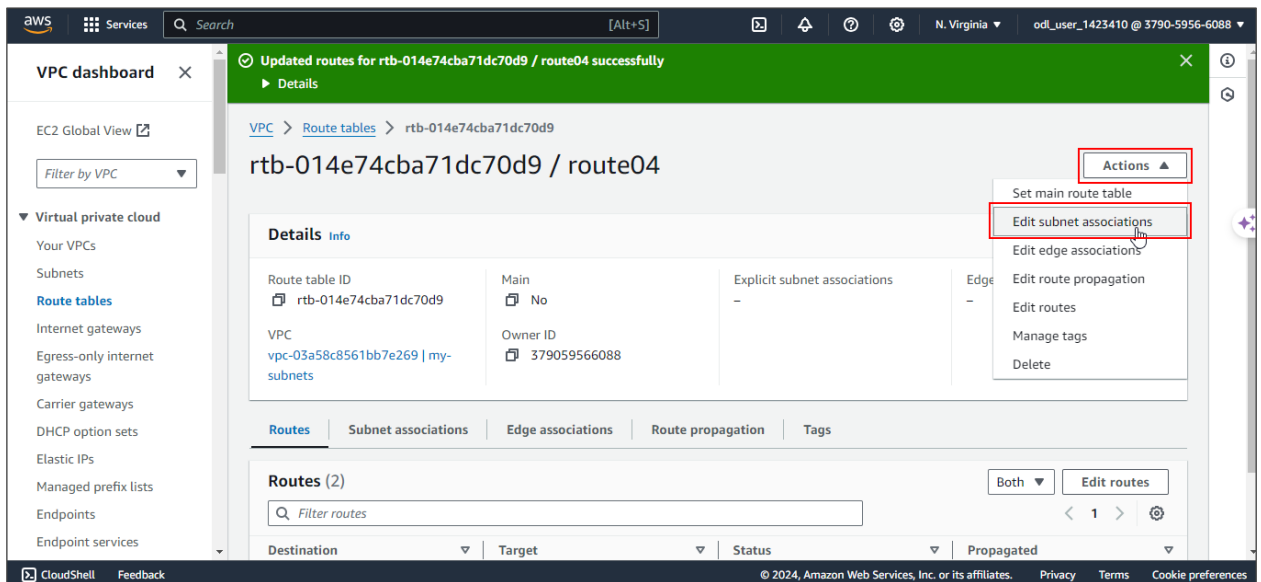 aws
Services
Search
[Alt+S]
N. Virginia
odl_user_1423410 @ 3790-5956-6088
VPC dashboard
EC2 Global View
Filter by VPC
Virtual private cloud
Your VPCs
Subnets
Route tables
Internet gateways
Egress-only internet
gateways
Carrier gateways
DHCP option sets
Elastic IPs
Managed prefix lists
Endpoints
Endpoint services
Updated routes for rtb-014e74cba71dc70d9 / route04 successfully
Details
VPC > Route tables > rtb-014e74cba71dc70d9
rtb-014e74cba71dc70d9 / route04
Actions
Set main route table
Edit subnet associations
Edit edge associations
Edit route propagation
Edit routes
Manage tags
Delete
Details Info
Route table ID
rtb-014e74cba71dc70d9
Main
No
Explicit subnet associations
–
Edge
–
VPC
vpc-03a58c8561bb7e269 | my-
subnets
Owner ID
379059566088
Routes
Subnet associations
Edge associations
Route propagation
Tags
Routes (2)
Both
Edit routes
Filter routes
1
Destination
Target
Status
Propagated
CloudShell
Feedback
© 2024, Amazon Web Services, Inc. or its affiliates.
Privacy
Terms
Cookie preferences